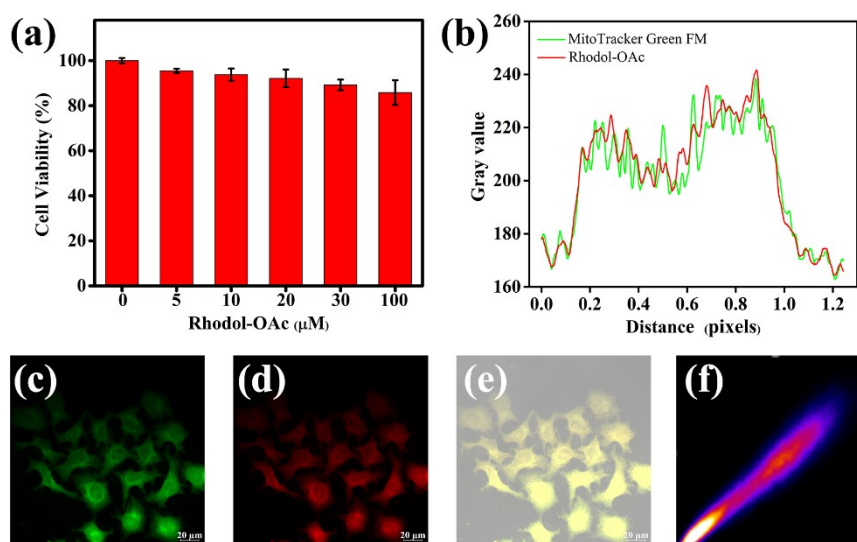 (a)
100
80
60
40
20
0
Cell Viability (%)
0 5 10 20 30 100
Rhodol-OAc (μM)
(b)
260
240
220
200
180
160
Gray value
MitoTracker Green FM
Rhodol-OAc
0.0 0.2 0.4 0.6 0.8 1.0 1.2
Distance (pixels)
(c)
20 μm
(d)
20 μm
(e)
20 μm
(f)